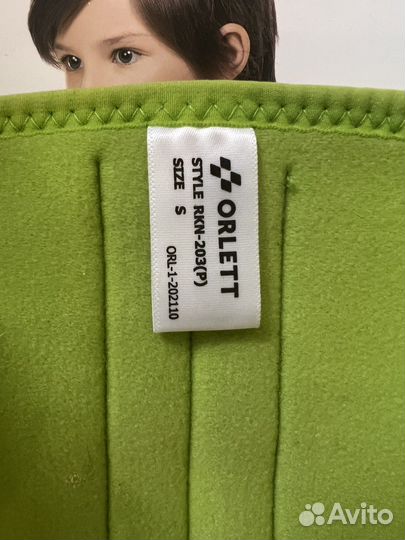 ORLETT
STYLE RKN-203(P)
SIZE S
ORL-1-202110
Avito